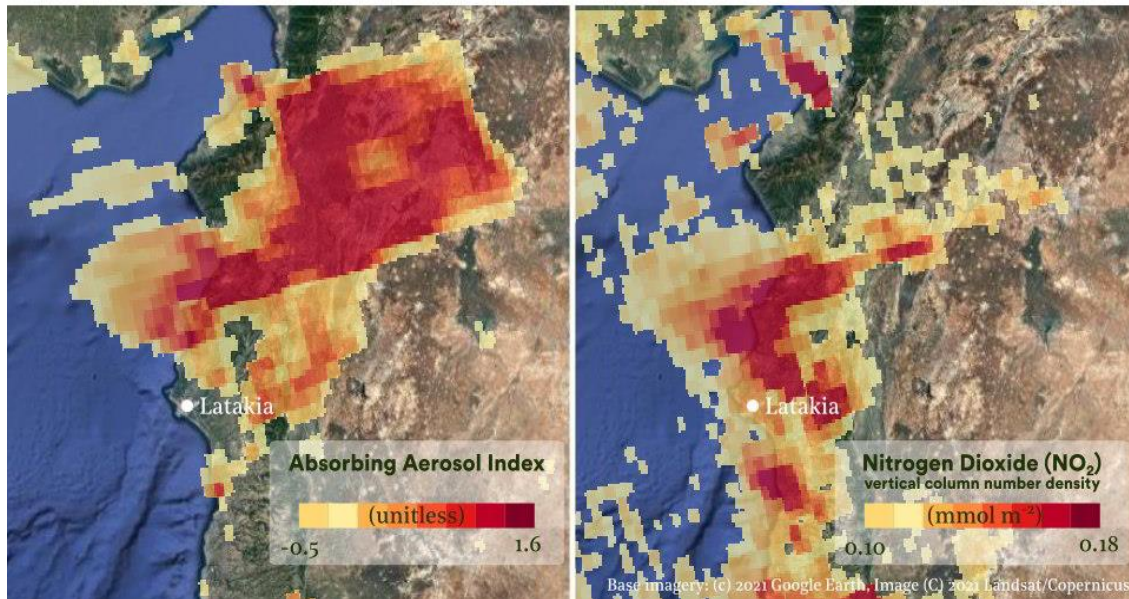 Latakia
Absorbing Aerosol Index
(unitless)
-0.5 1.6
Latakia
Nitrogen Dioxide (NO₂)
vertical column number density
(mmol m⁻²)
0.10 0.18
Base imagery: (c) 2021 Google Earth, Image (C) 2021 Landsat/Copernicus